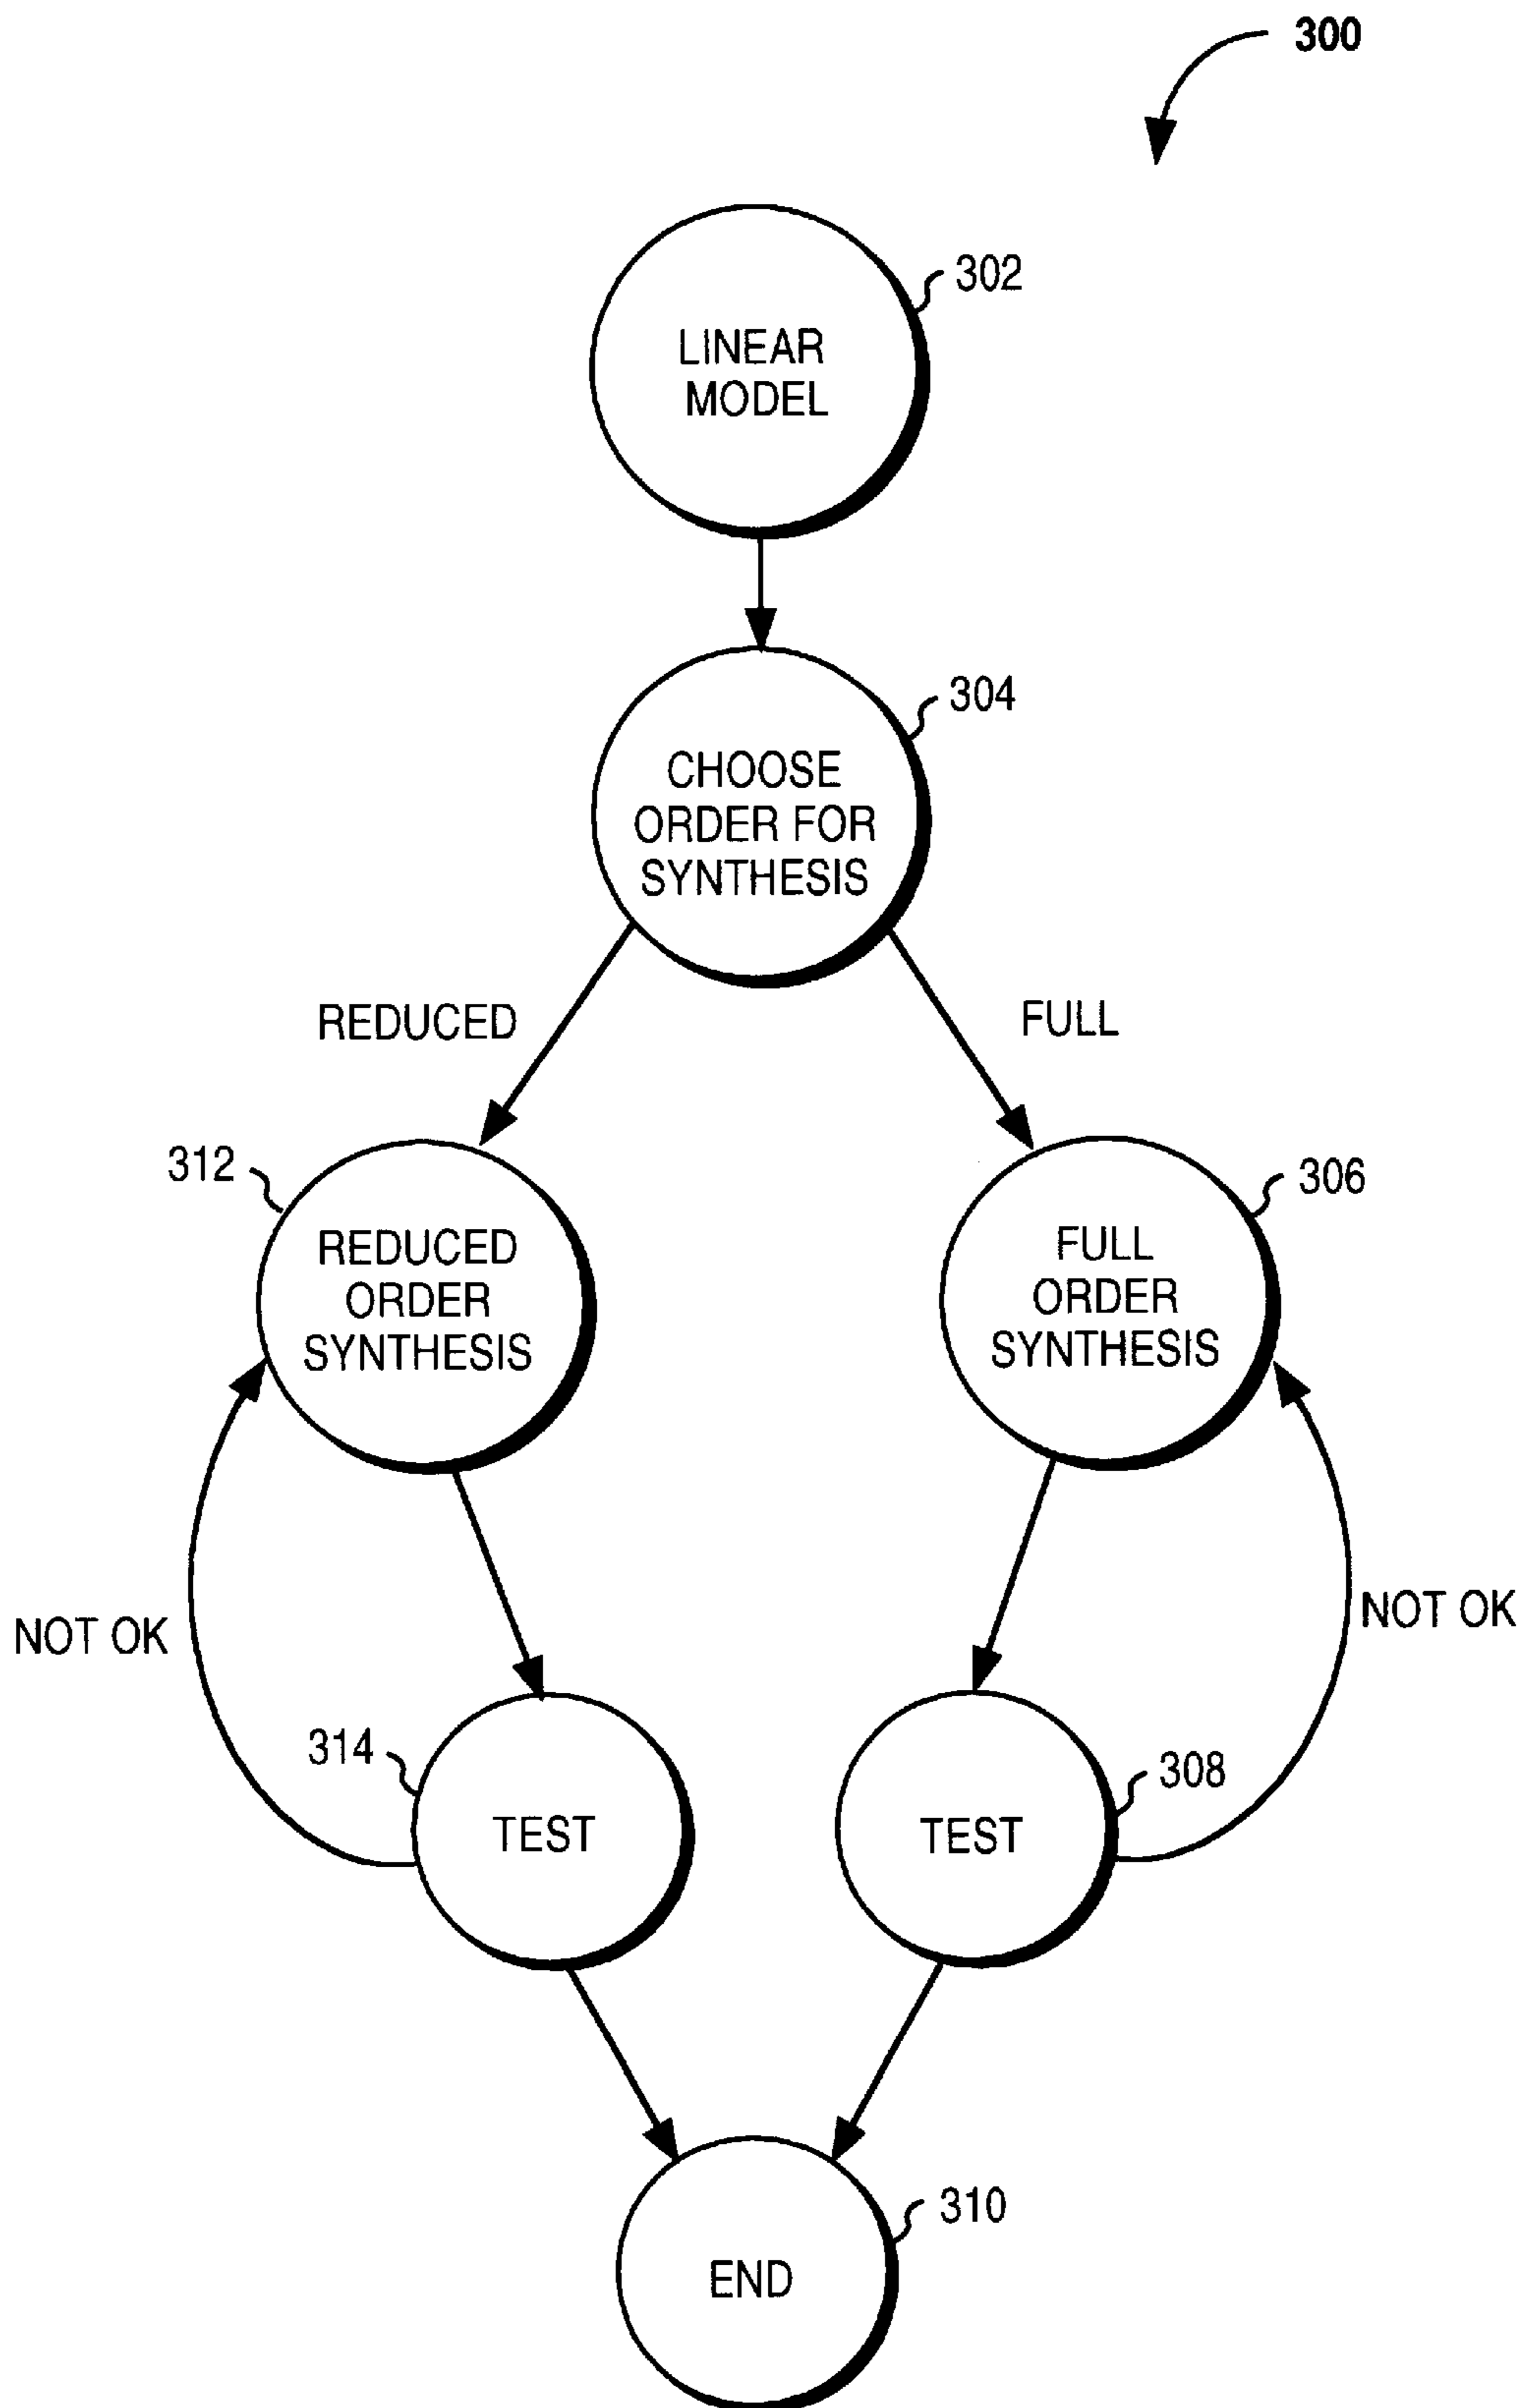 300
302
LINEAR
MODEL
304
CHOOSE
ORDER FOR
SYNTHESIS
REDUCED
FULL
312
306
REDUCED
ORDER
SYNTHESIS
FULL
ORDER
SYNTHESIS
NOT OK
NOT OK
314
308
TEST
TEST
310
END